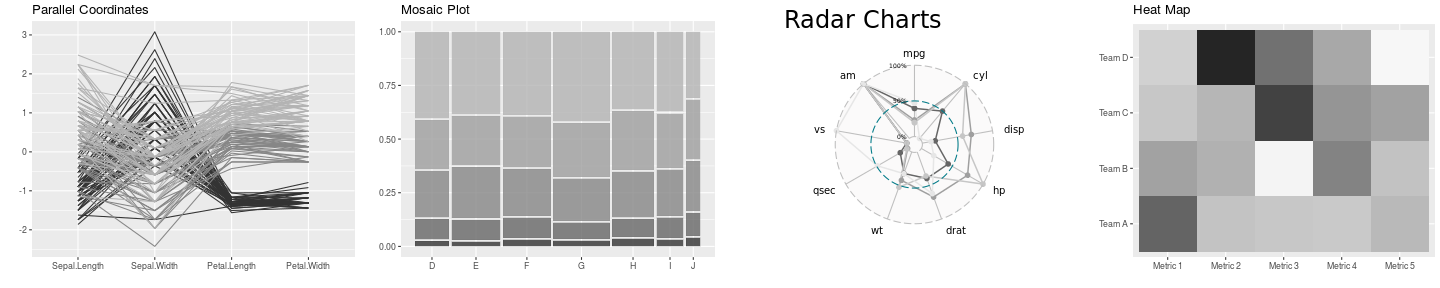 Parallel Coordinates
3
2
1
0
-1
-2
Sepal.Length Sepal.Width Petal.Length Petal.Width
Mosaic Plot
1.00
0.75
0.50
0.25
0.00
D E F G H I J
Radar Charts
mpg
100%
am cyl
50%
vs disp
0%
qsec hp
wt drat
Heat Map
Team D
Team C
Team B
Team A
Metric 1 Metric 2 Metric 3 Metric 4 Metric 5